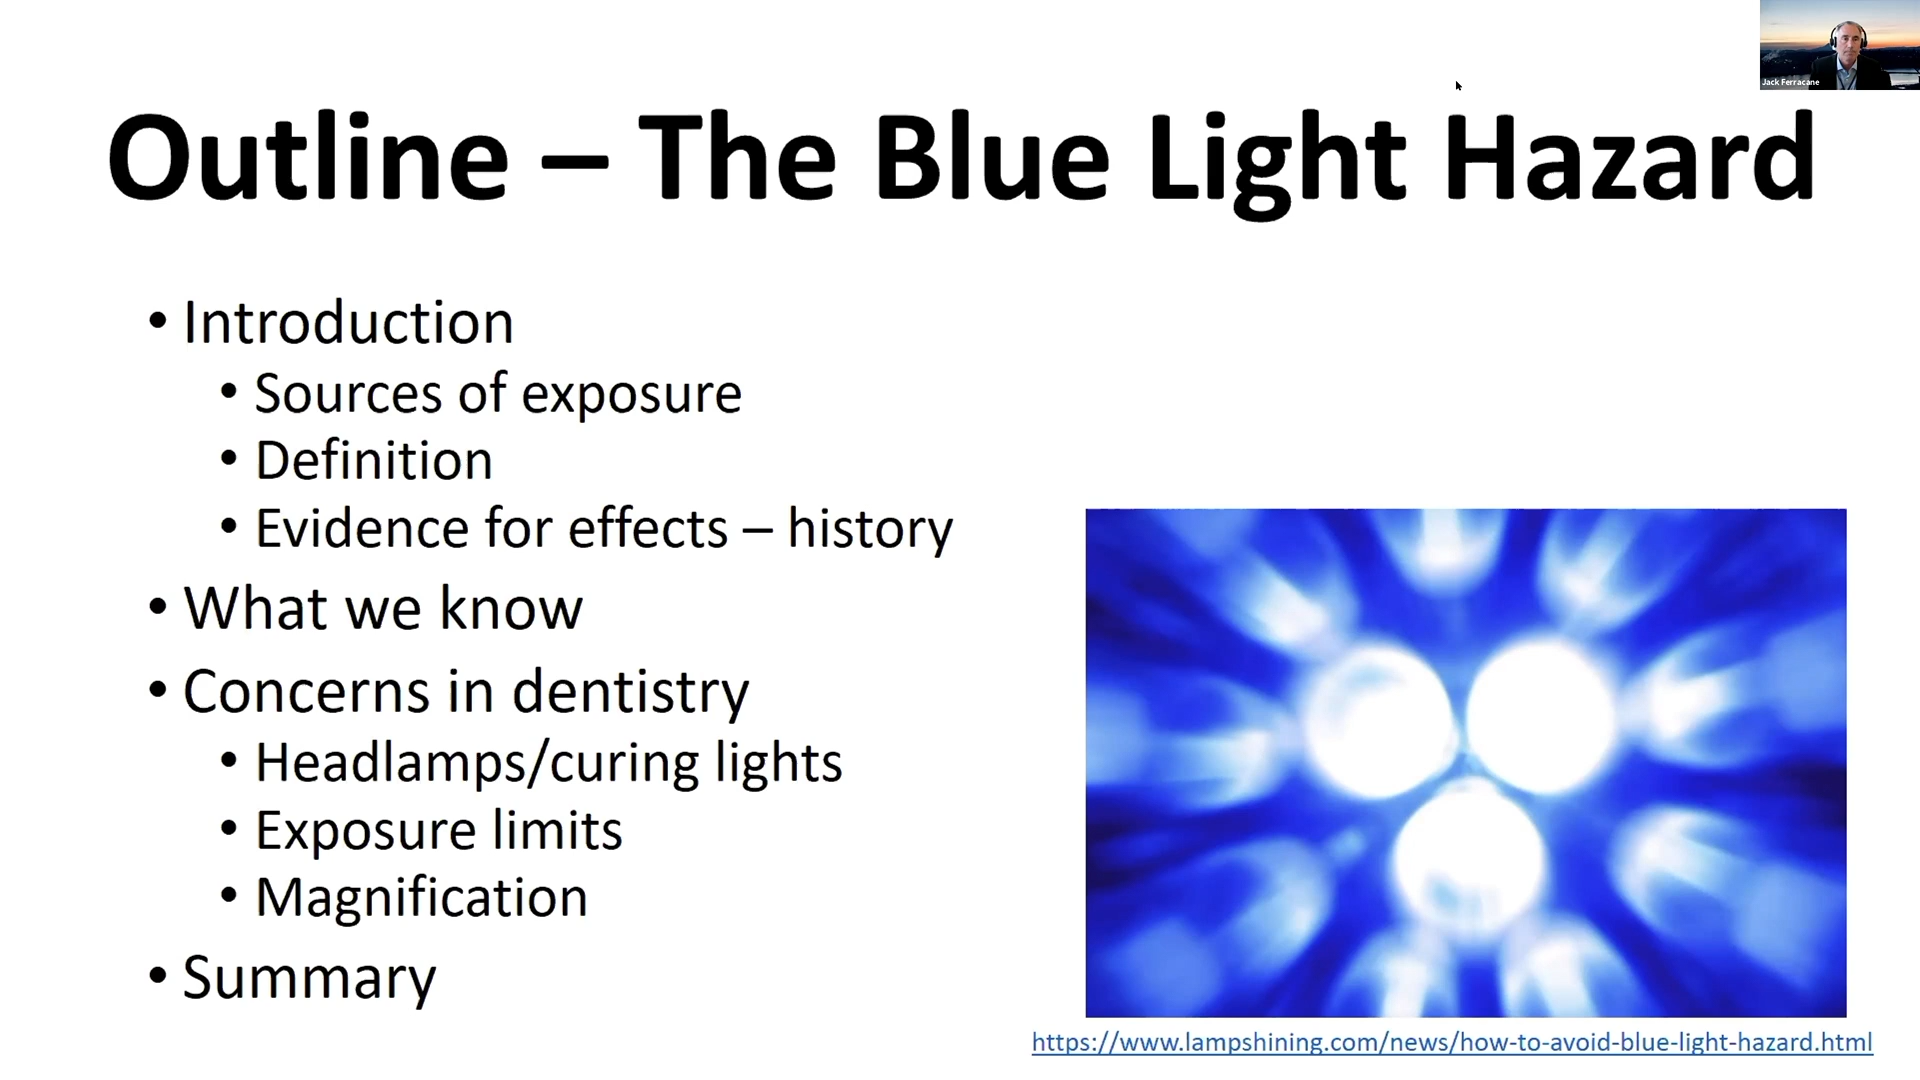 Jack Ferracane
Outline – The Blue Light Hazard
• Introduction
• Sources of exposure
• Definition
• Evidence for effects – history
• What we know
• Concerns in dentistry
• Headlamps/curing lights
• Exposure limits
• Magnification
• Summary
https://www.lampshining.com/news/how-to-avoid-blue-light-hazard.html